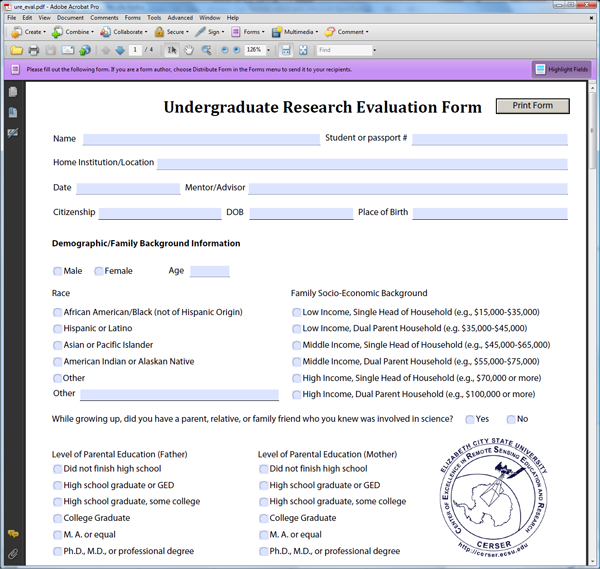 ure_eval.pdf - Adobe Acrobat Pro
File Edit View Document Comments Forms Tools Advanced Window Help
Create Combine Collaborate Secure Sign Forms Multimedia Comment
1 / 4 126% Find
Please fill out the following form. If you are a form author, choose Distribute Form in the Forms menu to send it to your recipients. Highlight Fields
Undergraduate Research Evaluation Form Print Form
Name Student or passport #
Home Institution/Location
Date Mentor/Advisor
Citizenship DOB Place of Birth
Demographic/Family Background Information
Male Female Age
Race Family Socio-Economic Background
African American/Black (not of Hispanic Origin) Low Income, Single Head of Household (e.g., $15,000-$35,000)
Hispanic or Latino Low Income, Dual Parent Household (e.g. $35,000-$45,000)
Asian or Pacific Islander Middle Income, Single Head of Household (e.g., $45,000-$65,000)
American Indian or Alaskan Native Middle Income, Dual Parent Household (e.g., $55,000-$75,000)
Other High Income, Single Head of Household (e.g., $70,000 or more)
Other High Income, Dual Parent Household (e.g., $100,000 or more)
While growing up, did you have a parent, relative, or family friend who you knew was involved in science? Yes No
Level of Parental Education (Father) Level of Parental Education (Mother)
Did not finish high school Did not finish high school
High school graduate or GED High school graduate or GED
High school graduate, some college High school graduate, some college
College Graduate College Graduate
M. A. or equal M. A. or equal
Ph.D., M.D., or professional degree Ph.D., M.D., or professional degree
ELIZABETH CITY STATE UNIVERSITY
CENTER OF EXCELLENCE IN REMOTE SENSING EDUCATION AND RESEARCH
CERSER
http://cerser.ecsu.edu